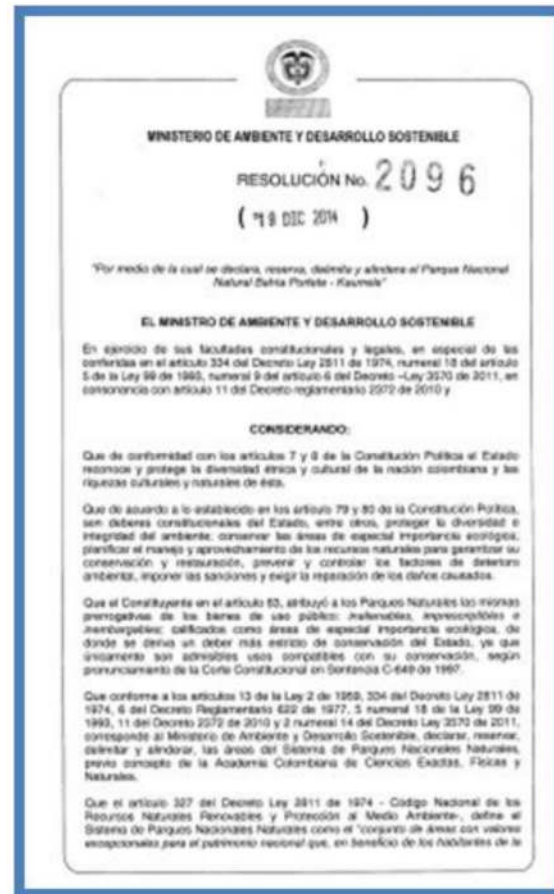 MINISTERIO DE AMBIENTE Y DESARROLLO SOSTENIBLE
RESOLUCIÓN No. 2096
( 19 DIC 2014 )
"Por medio de la cual se declara, reserva, delimita y alindera el Parque Nacional
Natural Bahía Portete - Kaurrele"
EL MINISTRO DE AMBIENTE Y DESARROLLO SOSTENIBLE
En ejercicio de sus facultades constitucionales y legales, en especial de las
conferidas en el artículo 334 del Decreto Ley 2811 de 1974, numeral 18 del artículo
5 de la Ley 99 de 1993, numeral 9 del artículo 6 del Decreto –Ley 3570 de 2011, en
consonancia con artículo 11 del Decreto reglamentario 2372 de 2010 y
CONSIDERANDO:
Que de conformidad con los artículos 7 y 8 de la Constitución Política el Estado
reconoce y protege la diversidad étnica y cultural de la nación colombiana y las
riquezas culturales y naturales de ésta.
Que de acuerdo a lo establecido en los artículo 79 y 80 de la Constitución Política,
son deberes constitucionales del Estado, entre otros, proteger la diversidad e
integridad del ambiente; conservar las áreas de especial importancia ecológica;
planificar el manejo y aprovechamiento de los recursos naturales para garantizar su
conservación y restauración, prevenir y controlar los factores de deterioro
ambiental, imponer las sanciones y exigir la reparación de los daños causados.
Que el Constituyente en el artículo 63, atribuyó a los Parques Naturales las mismas
prerrogativas de los bienes de uso público: inalienables, imprescriptibles e
inembargables; calificados como áreas de especial importancia ecológica, de
donde se deriva un deber más estricto de conservación del Estado, ya que
únicamente son admisibles usos compatibles con su conservación, según
pronunciamiento de la Corte Constitucional en Sentencia C-649 de 1997.
Que conforme a los artículos 13 de la Ley 2 de 1959, 334 del Decreto Ley 2811 de
1974, 6 del Decreto Reglamentario 622 de 1977, 5 numeral 18 de la Ley 99 de
1993, 11 del Decreto 2372 de 2010 y 2 numeral 14 del Decreto Ley 3570 de 2011,
corresponde al Ministerio de Ambiente y Desarrollo Sostenible, declarar, reservar,
delimitar y alinderar, las áreas del Sistema de Parques Nacionales Naturales,
previo concepto de la Academia Colombiana de Ciencias Exactas, Físicas y
Naturales.
Que el artículo 327 del Decreto Ley 2811 de 1974 - Código Nacional de los
Recursos Naturales Renovables y Protección al Medio Ambiente-, define el
Sistema de Parques Nacionales Naturales como el "conjunto de áreas con valores
excepcionales para el patrimonio nacional que, en beneficio de los habitantes de la